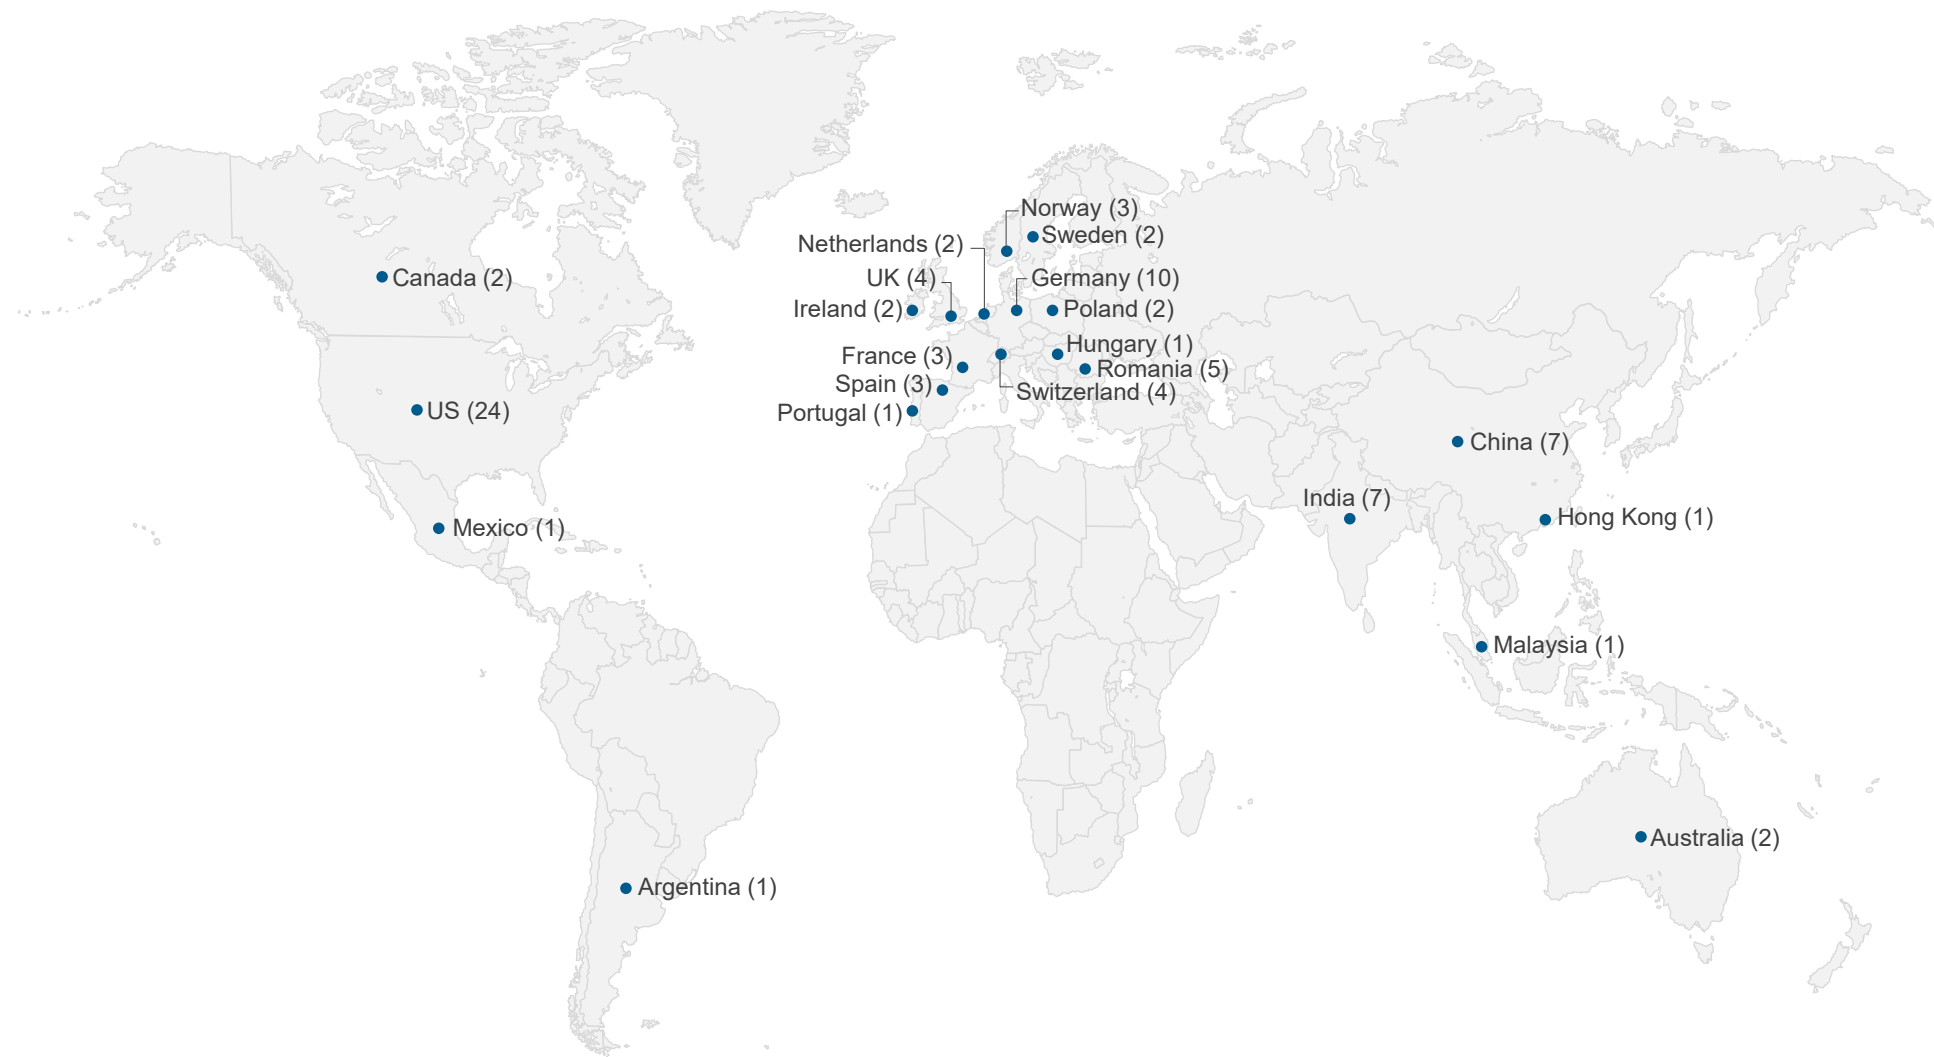 Norway (3)
Sweden (2)
Netherlands (2)
UK (4)
Germany (10)
Canada (2)
Ireland (2)
Poland (2)
Hungary (1)
France (3)
Romania (5)
Spain (3)
Switzerland (4)
US (24)
Portugal (1)
China (7)
India (7)
Hong Kong (1)
Mexico (1)
Malaysia (1)
Australia (2)
Argentina (1)